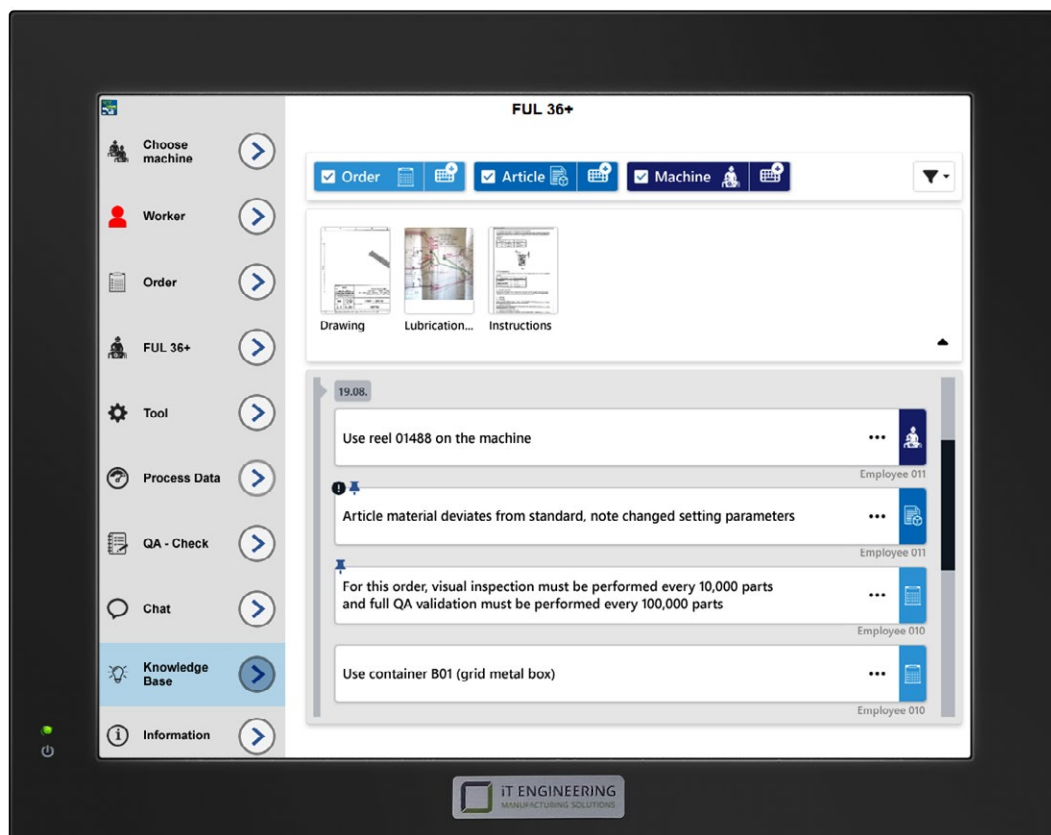 FUL 36+
Choose
machine
Worker
Order
FUL 36+
Tool
Process Data
QA - Check
Chat
Knowledge
Base
Information
Order
Article
Machine
Drawing
Lubrication...
Instructions
19.08.
Use reel 01488 on the machine
Employee 011
Article material deviates from standard, note changed setting parameters
Employee 011
For this order, visual inspection must be performed every 10,000 parts
and full QA validation must be performed every 100,000 parts
Employee 010
Use container B01 (grid metal box)
Employee 010
iT ENGINEERING
MANUFACTURING SOLUTIONS